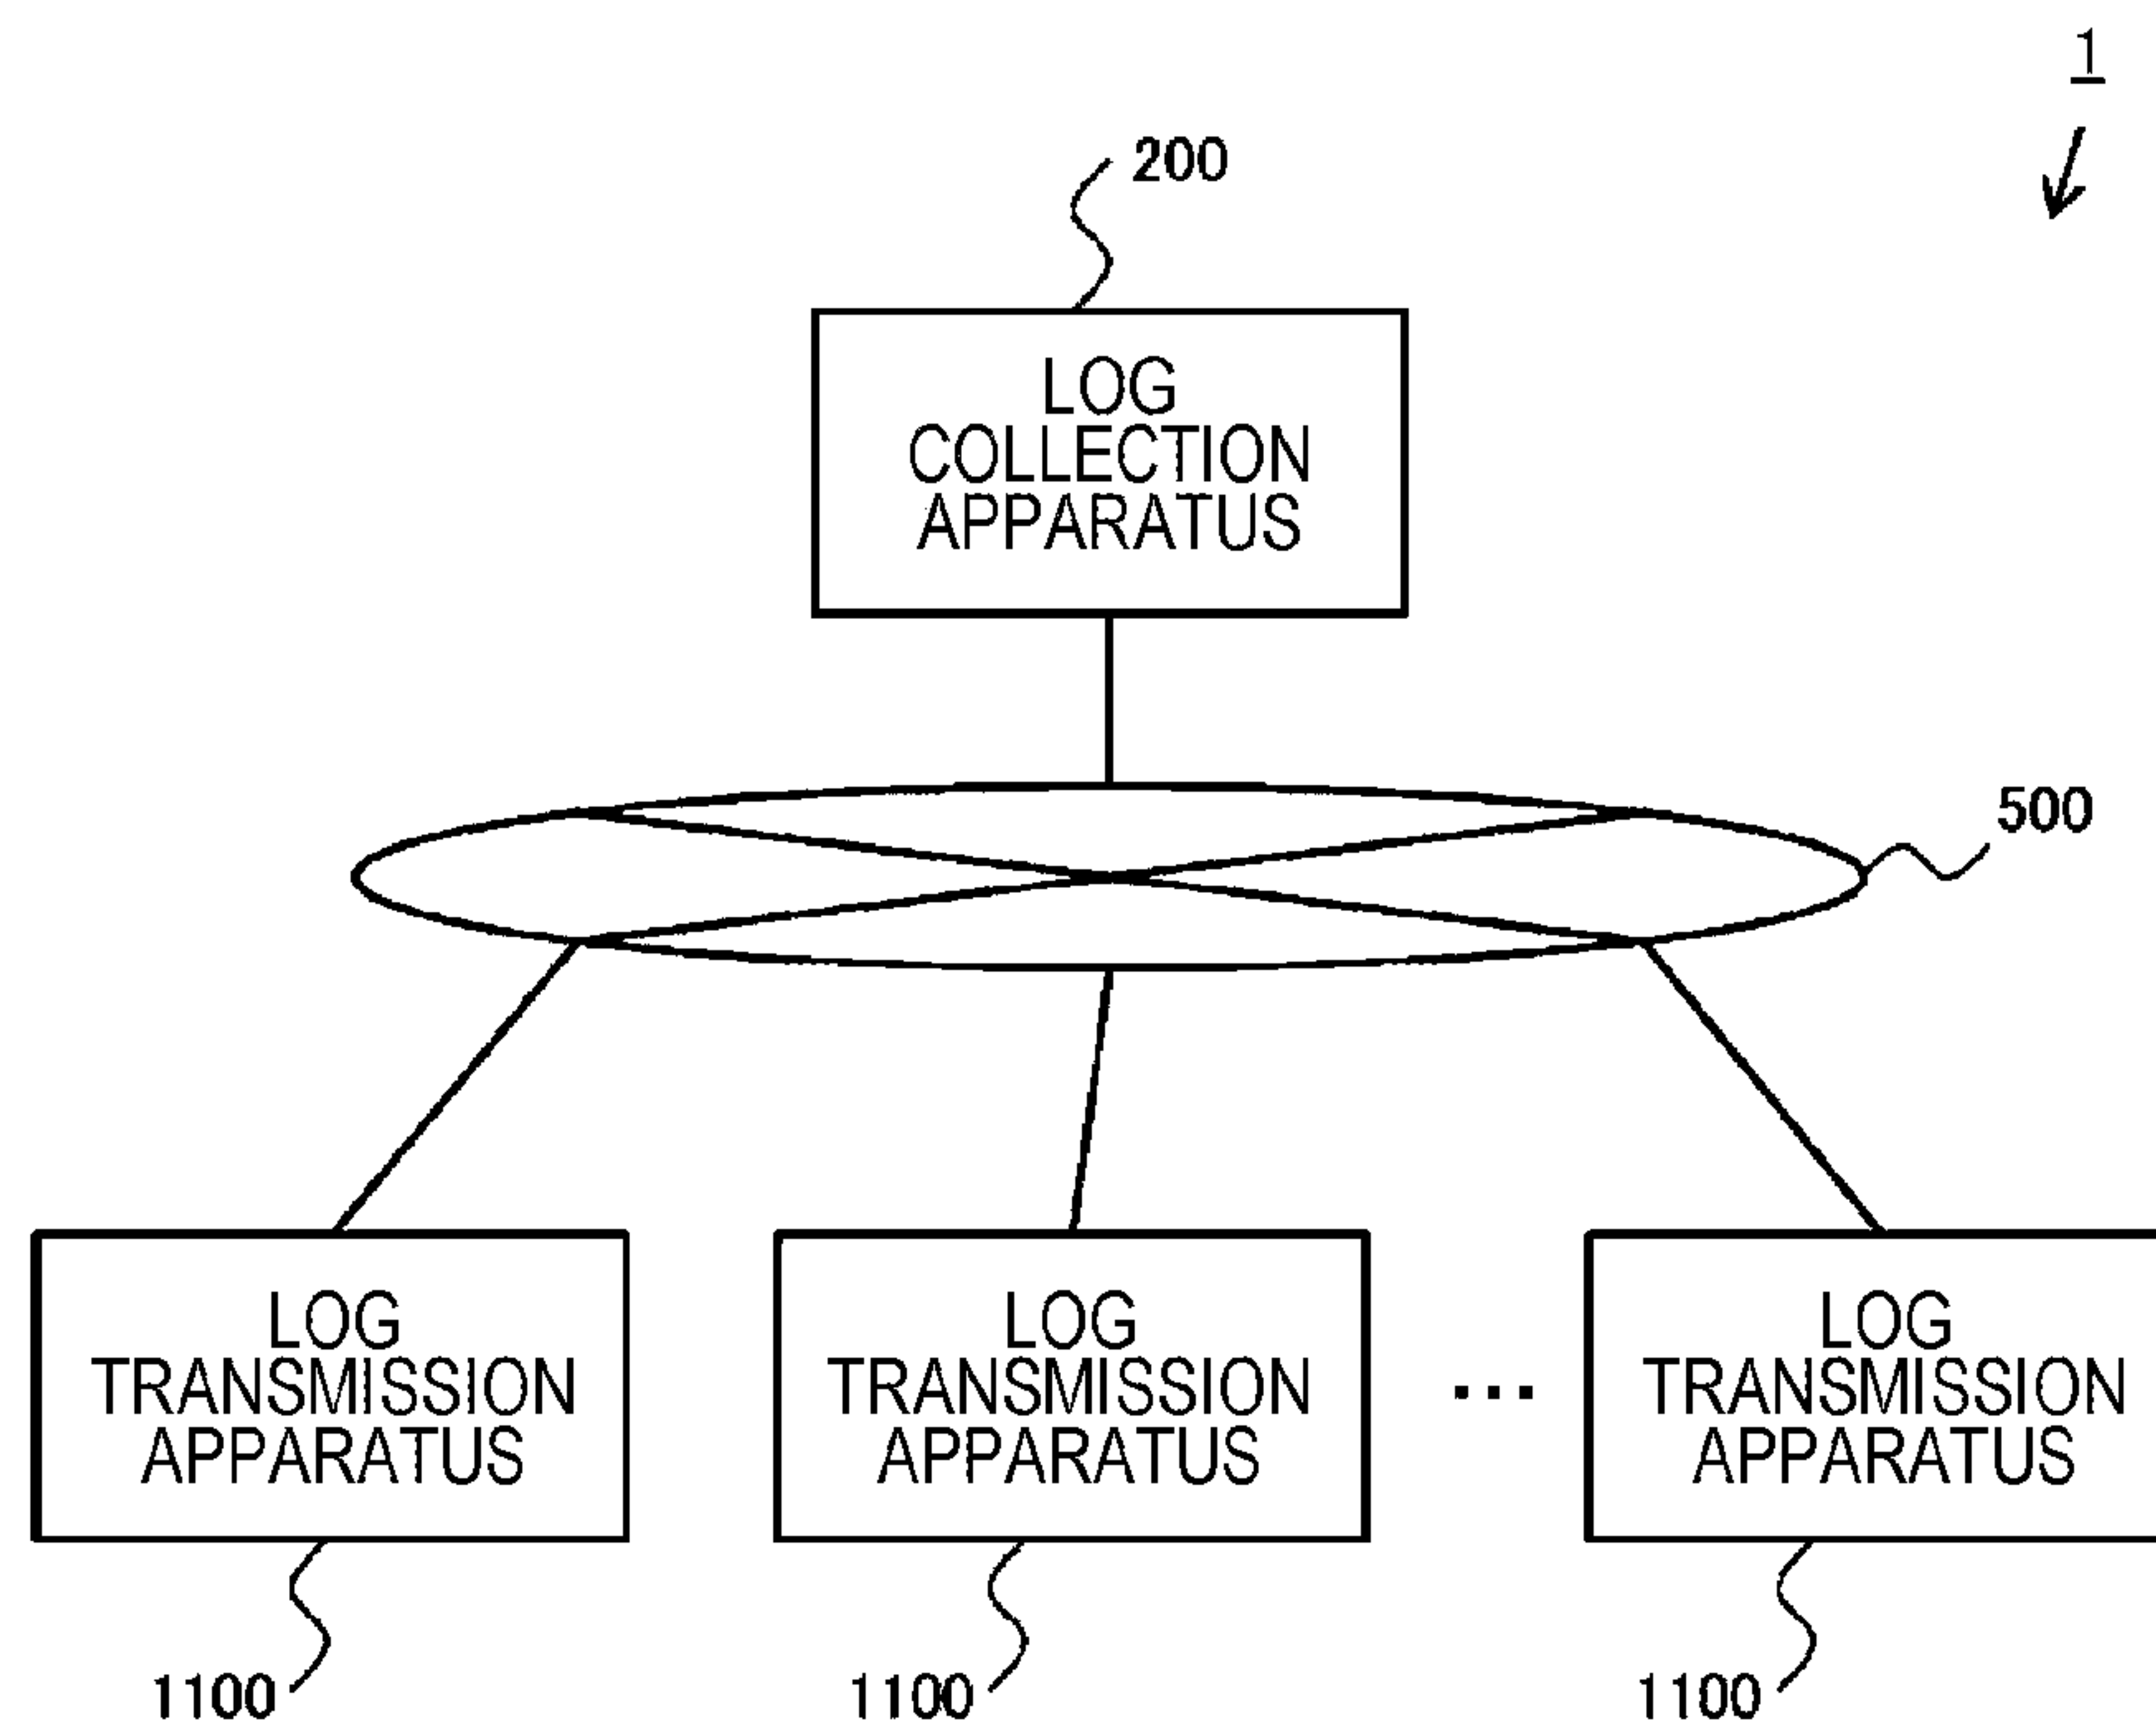 1
200
LOG
COLLECTION
APPARATUS
500
LOG
TRANSMISSION
APPARATUS
LOG
TRANSMISSION
APPARATUS
...
LOG
TRANSMISSION
APPARATUS
1100
1100
1100